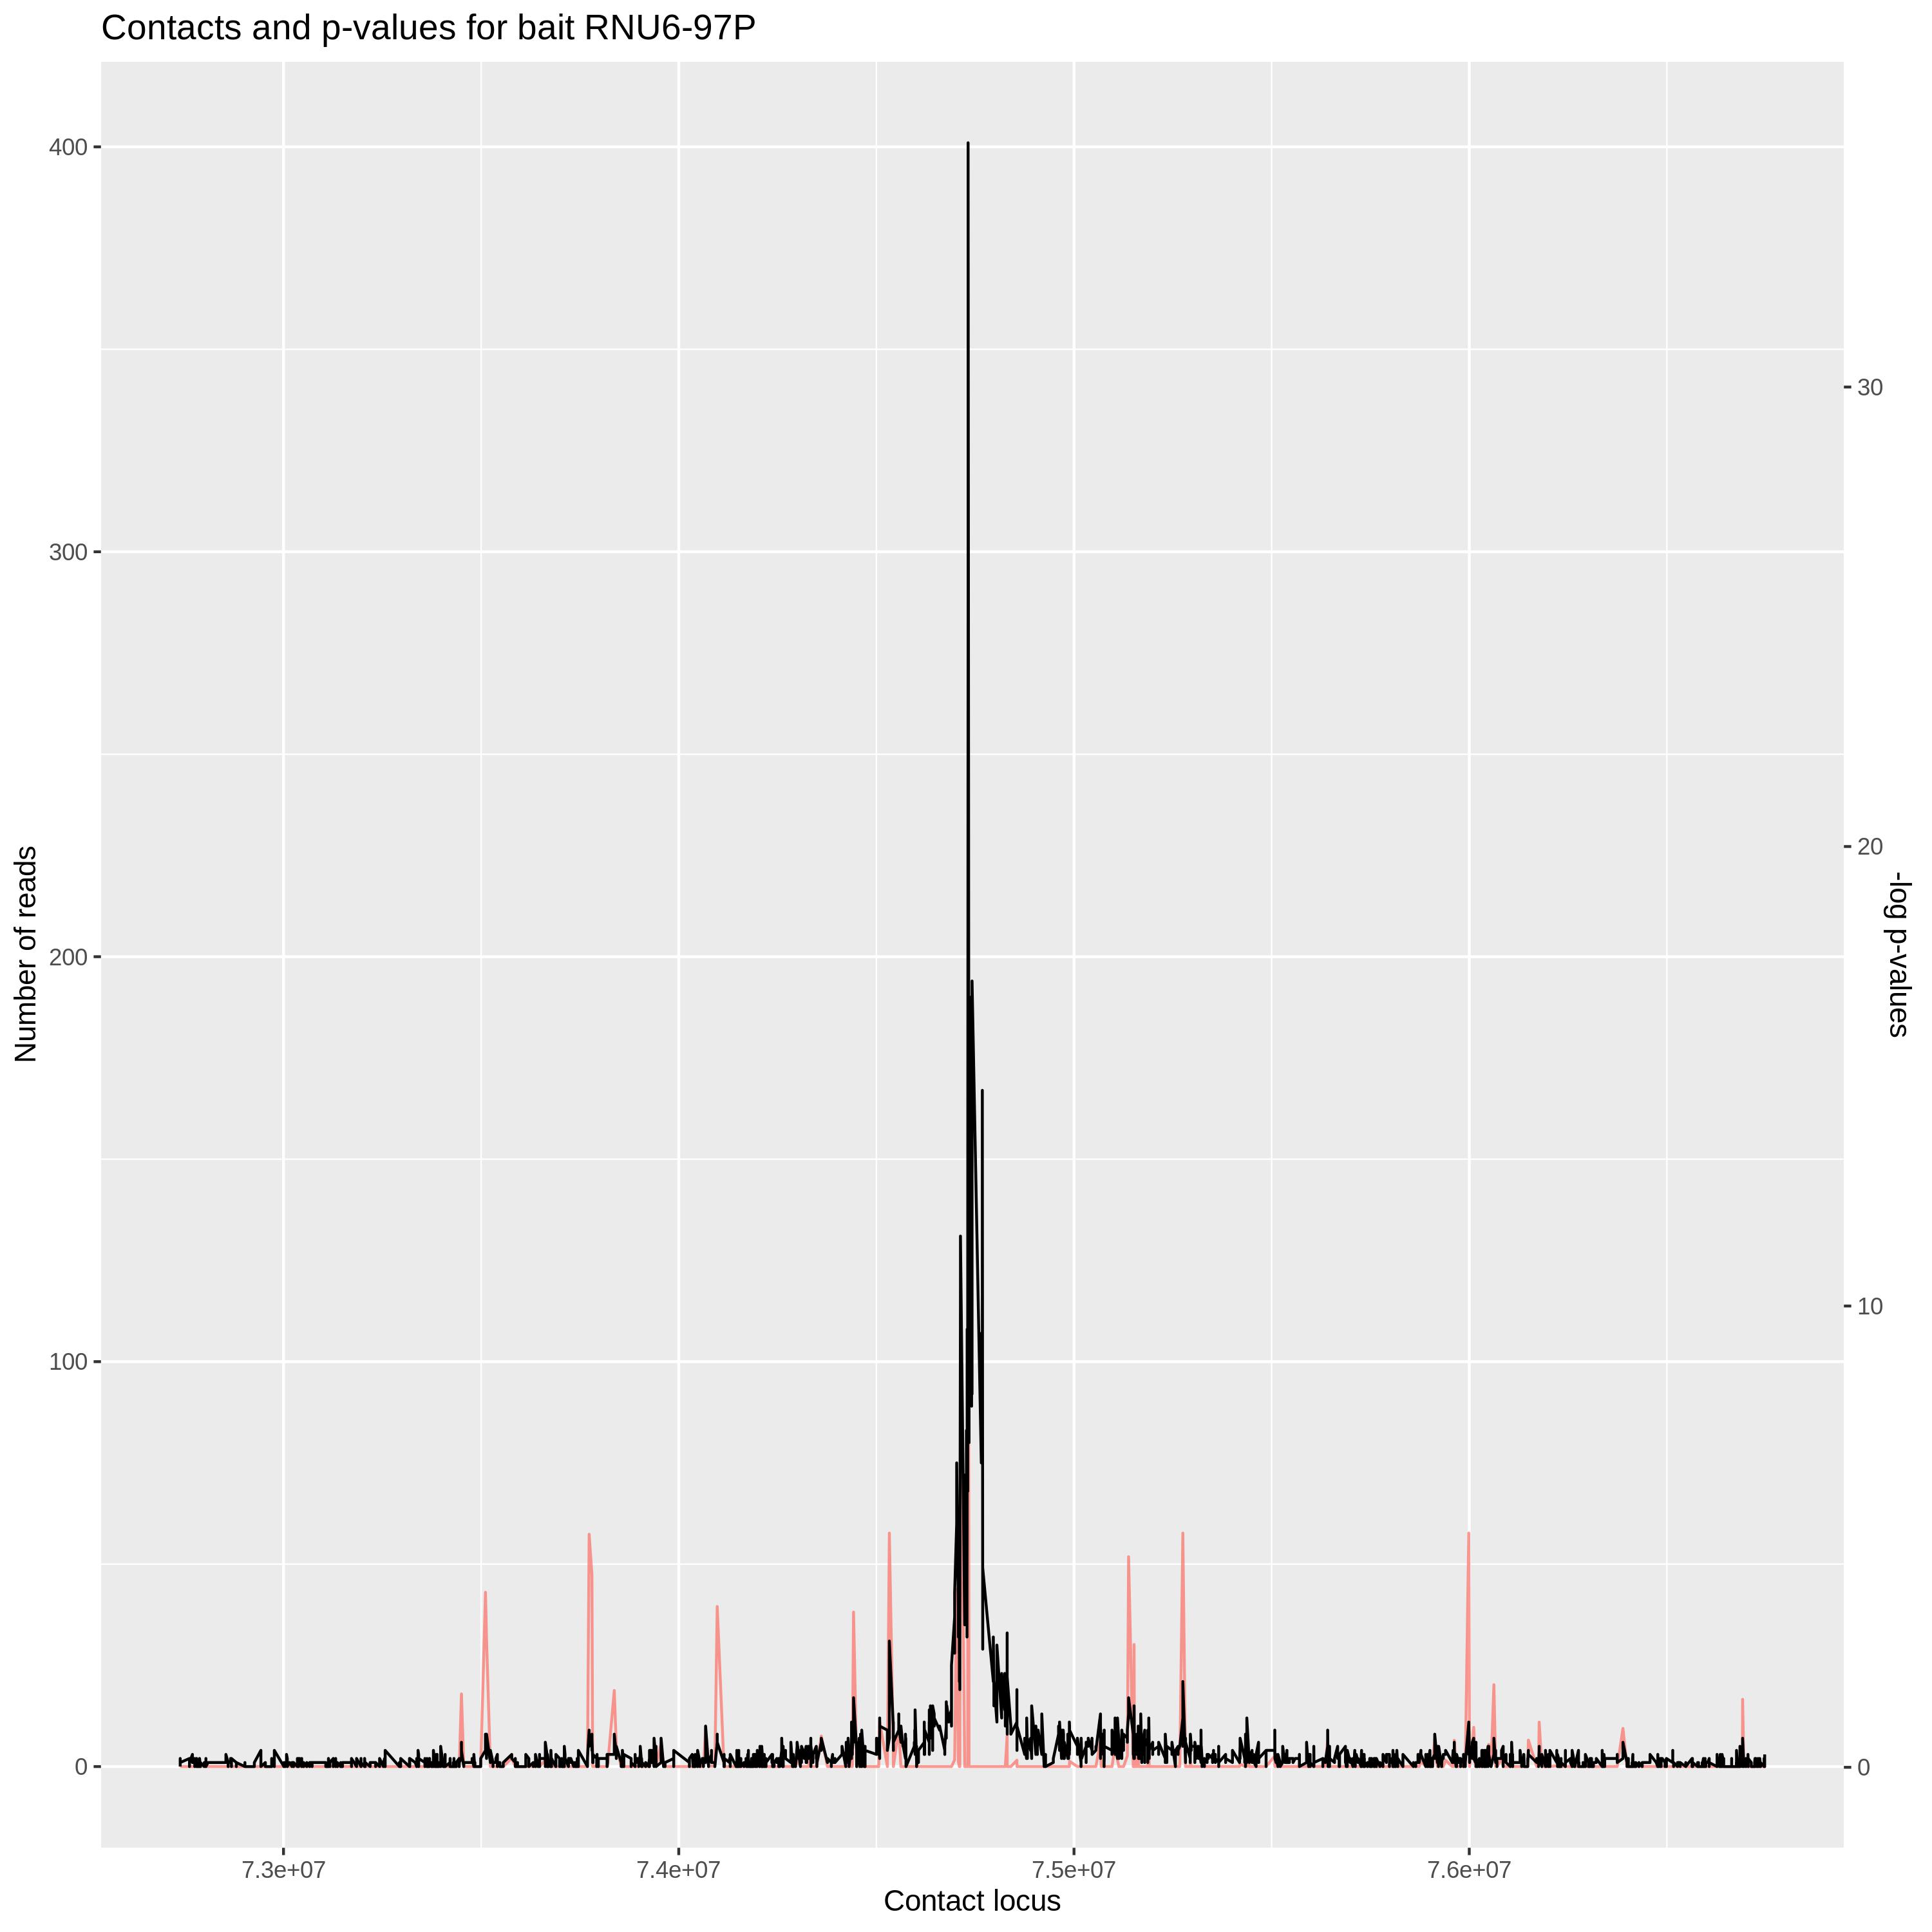 Contacts and p-values for bait RNU6-97P
400
300
200
100
0
Number of reads
30
20
10
0
-log p-values
7.3e+07
7.4e+07
7.5e+07
7.6e+07
Contact locus